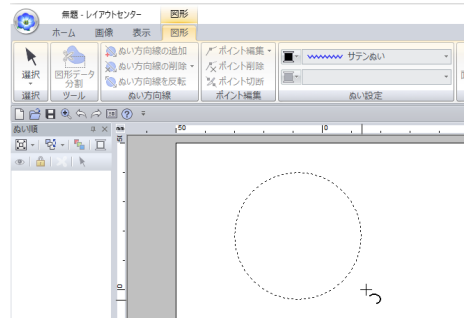 無題 - レイアウトセンター 図形
ホーム 画像 表示 図形
選択 図形データ分割 ぬい方向線の追加 ポイント編集 サテンぬい
ぬい方向線の削除 ポイント削除
ぬい方向線を反転 ポイント切断
選択 ツール ぬい方向線 ポイント編集 ぬい設定
ぬい順
50 0
0